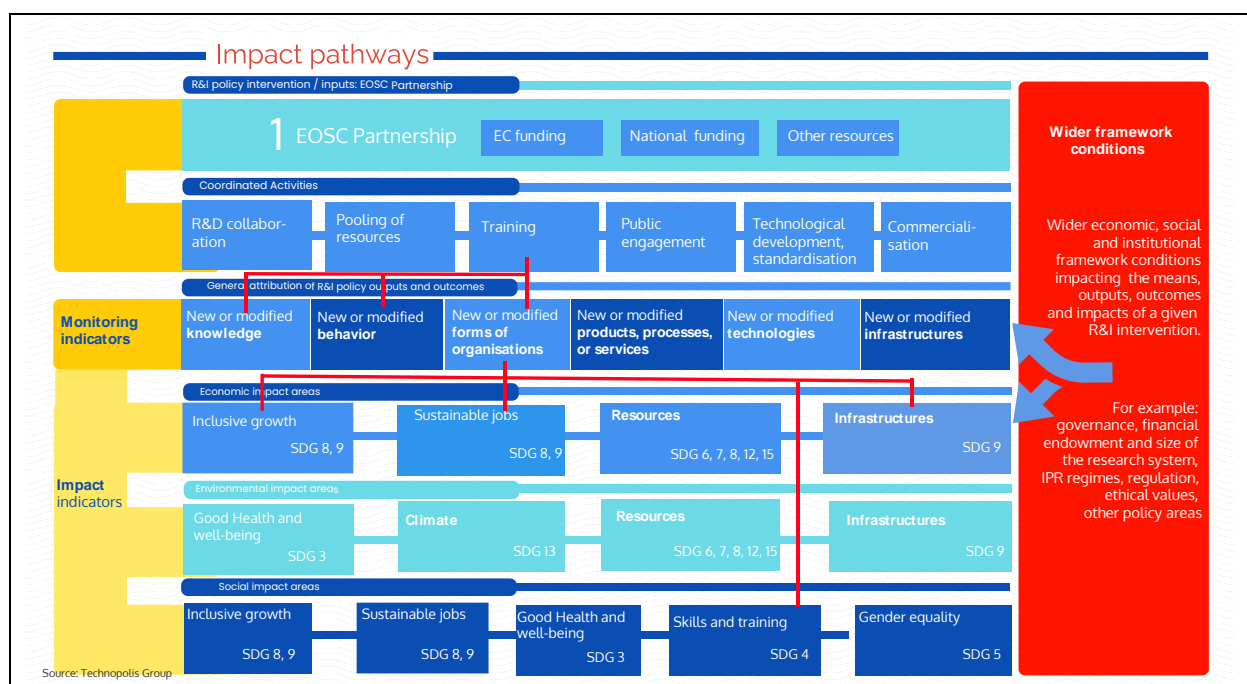 Impact pathways
R&I policy intervention / inputs: EOSC Partnership
1 EOSC Partnership
EC funding
National funding
Other resources
Coordinated Activities
R&D collabor-
ation
Pooling of
resources
Training
Public
engagement
Technological
development,
standardisation
Commerciali-
sation
General attribution of R&I policy outputs and outcomes
Monitoring
indicators
New or modified
knowledge
New or modified
behavior
New or modified
forms of
organisations
New or modified
products, processes,
or services
New or modified
technologies
New or modified
infrastructures
Economic impact areas
Inclusive growth
SDG 8, 9
Sustainable jobs
SDG 8, 9
Resources
SDG 6, 7, 8, 12, 15
Infrastructures
SDG 9
Impact
indicators
Environmental impact areas
Good Health and
well-being
SDG 3
Climate
SDG 13
Resources
SDG 6, 7, 8, 12, 15
Infrastructures
SDG 9
Social impact areas
Inclusive growth
SDG 8, 9
Sustainable jobs
SDG 8, 9
Good Health and
well-being
SDG 3
Skills and training
SDG 4
Gender equality
SDG 5
Wider framework
conditions
Wider economic, social
and institutional
framework conditions
impacting the means,
outputs, outcomes
and impacts of a given
R&I intervention.
For example:
governance, financial
endowment and size of
the research system,
IPR regimes, regulation,
ethical values,
other policy areas
Source: Technopolis Group